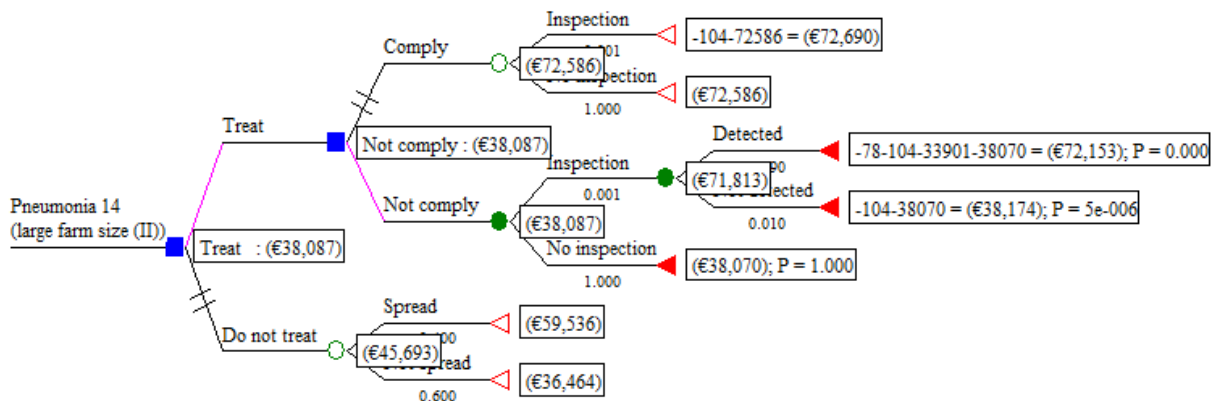 Inspection
-104-72586 = (€72,690)
Comply
(€72,586)
(€72,586)
1.000
Treat
Detected
Not comply : (€38,087)
Inspection
-78-104-33901-38070 = (€72,153); P = 0.000
(€71,813)
0.001
Pneumonia 14
Not comply
-104-38070 = (€38,174); P = 5e-006
(large farm size (II))
(€38,087)
0.010
Treat : (€38,087)
No inspection
(€38,070); P = 1.000
1.000
Spread
(€59,536)
Do not treat
(€45,693)
(€36,464)
0.600